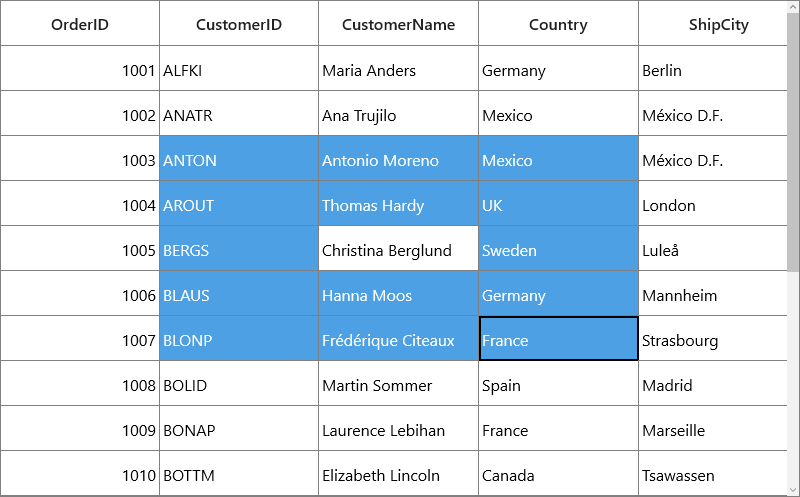 OrderID CustomerID CustomerName Country ShipCity
1001 ALFKI Maria Anders Germany Berlin
1002 ANATR Ana Trujilo Mexico México D.F.
1003 ANTON Antonio Moreno Mexico México D.F.
1004 AROUT Thomas Hardy UK London
1005 BERGS Christina Berglund Sweden Luleå
1006 BLAUS Hanna Moos Germany Mannheim
1007 BLONP Frédérique Citeaux France Strasbourg
1008 BOLID Martin Sommer Spain Madrid
1009 BONAP Laurence Lebihan France Marseille
1010 BOTTM Elizabeth Lincoln Canada Tsawassen